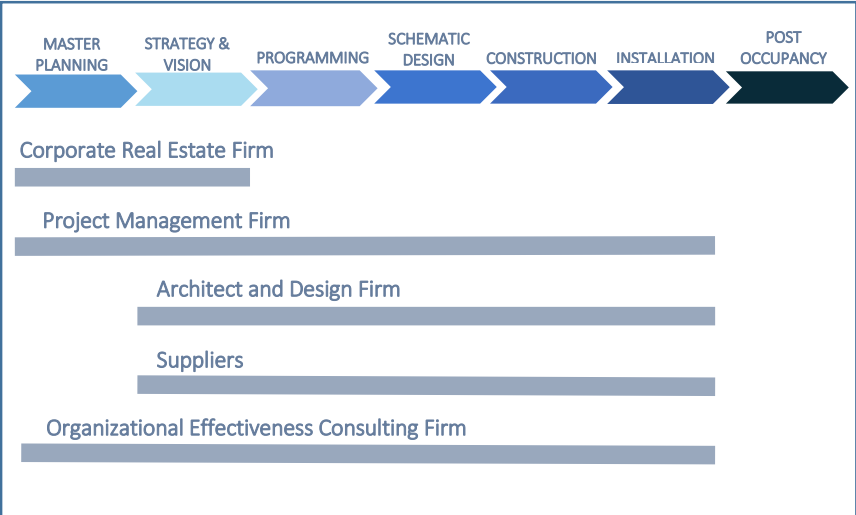 MASTER
PLANNING
STRATEGY &
VISION
PROGRAMMING
SCHEMATIC
DESIGN
CONSTRUCTION
INSTALLATION
POST
OCCUPANCY
Corporate Real Estate Firm
Project Management Firm
Architect and Design Firm
Suppliers
Organizational Effectiveness Consulting Firm